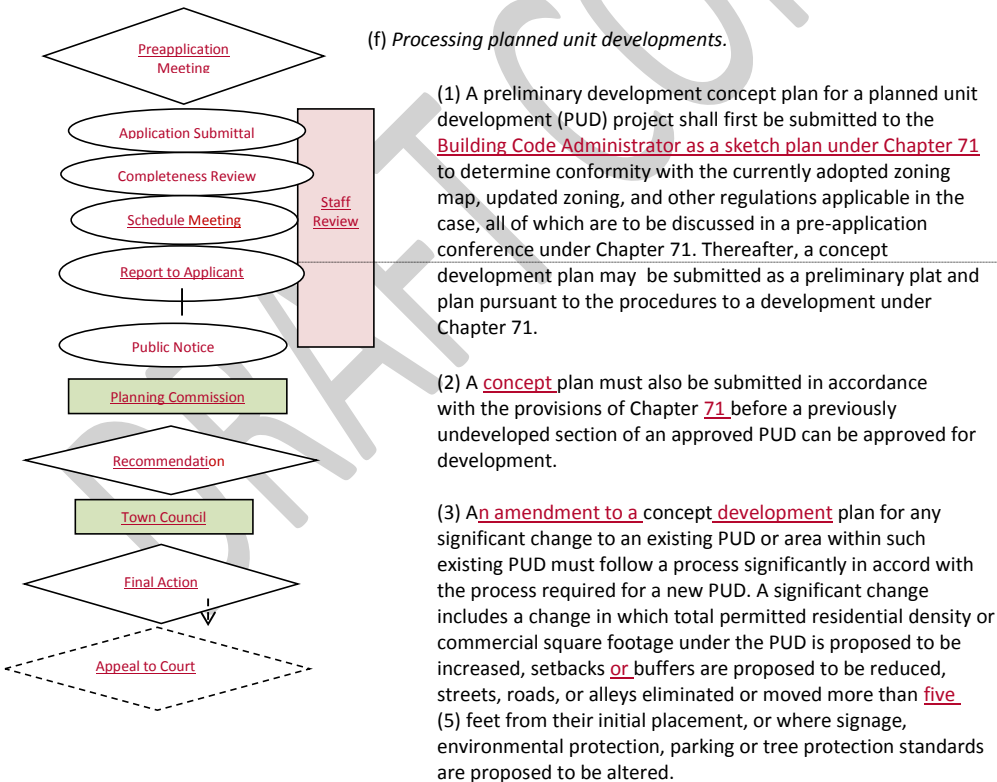 Preapplication
Meeting
Application Submittal
Completeness Review
Schedule Meeting
Report to Applicant
Staff
Review
Public Notice
Planning Commission
Recommendation
Town Council
Final Action
Appeal to Court
(f) Processing planned unit developments.
(1) A preliminary development concept plan for a planned unit
development (PUD) project shall first be submitted to the
Building Code Administrator as a sketch plan under Chapter 71
to determine conformity with the currently adopted zoning
map, updated zoning, and other regulations applicable in the
case, all of which are to be discussed in a pre-application
conference under Chapter 71. Thereafter, a concept
development plan may be submitted as a preliminary plat and
plan pursuant to the procedures to a development under
Chapter 71.
(2) A concept plan must also be submitted in accordance
with the provisions of Chapter 71 before a previously
undeveloped section of an approved PUD can be approved for
development.
(3) An amendment to a concept development plan for any
significant change to an existing PUD or area within such
existing PUD must follow a process significantly in accord with
the process required for a new PUD. A significant change
includes a change in which total permitted residential density or
commercial square footage under the PUD is proposed to be
increased, setbacks or buffers are proposed to be reduced,
streets, roads, or alleys eliminated or moved more than five
(5) feet from their initial placement, or where signage,
environmental protection, parking or tree protection standards
are proposed to be altered.
DRAFT